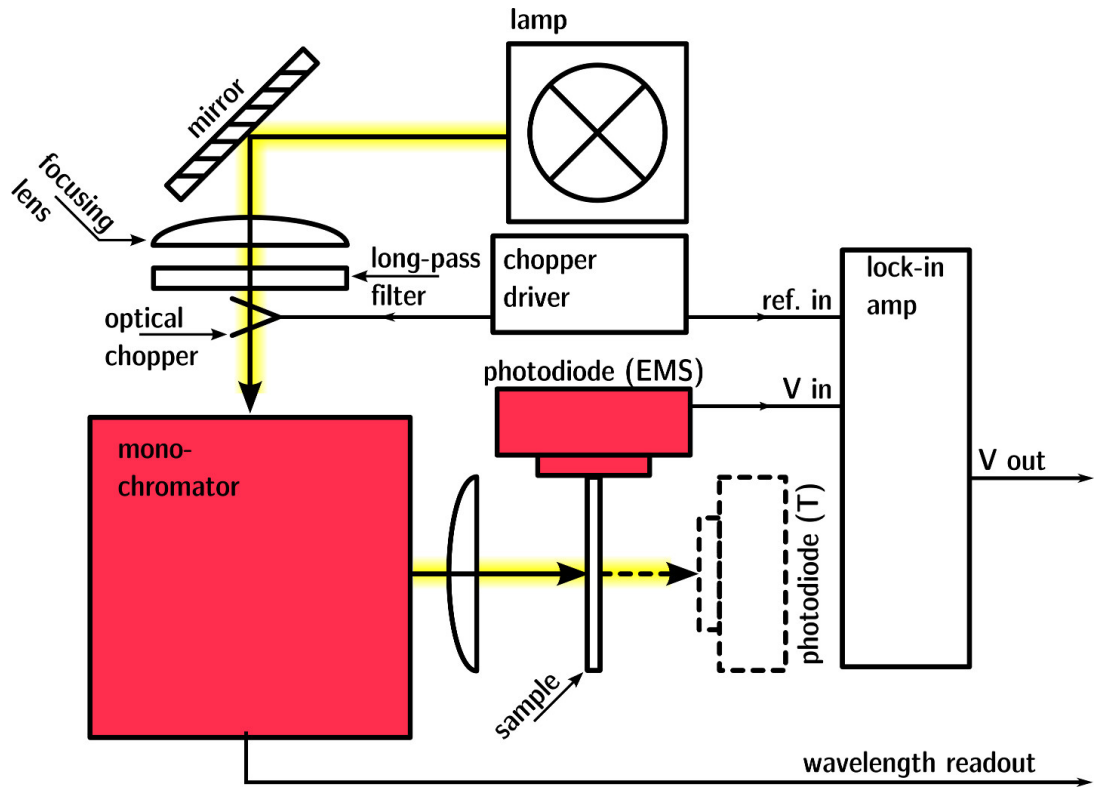 lamp
mirror
focusing
lens
long-pass
filter
chopper
driver
lock-in
amp
ref. in
optical
chopper
photodiode (EMS)
V in
mono-
chromator
V out
photodiode (T)
sample
wavelength readout